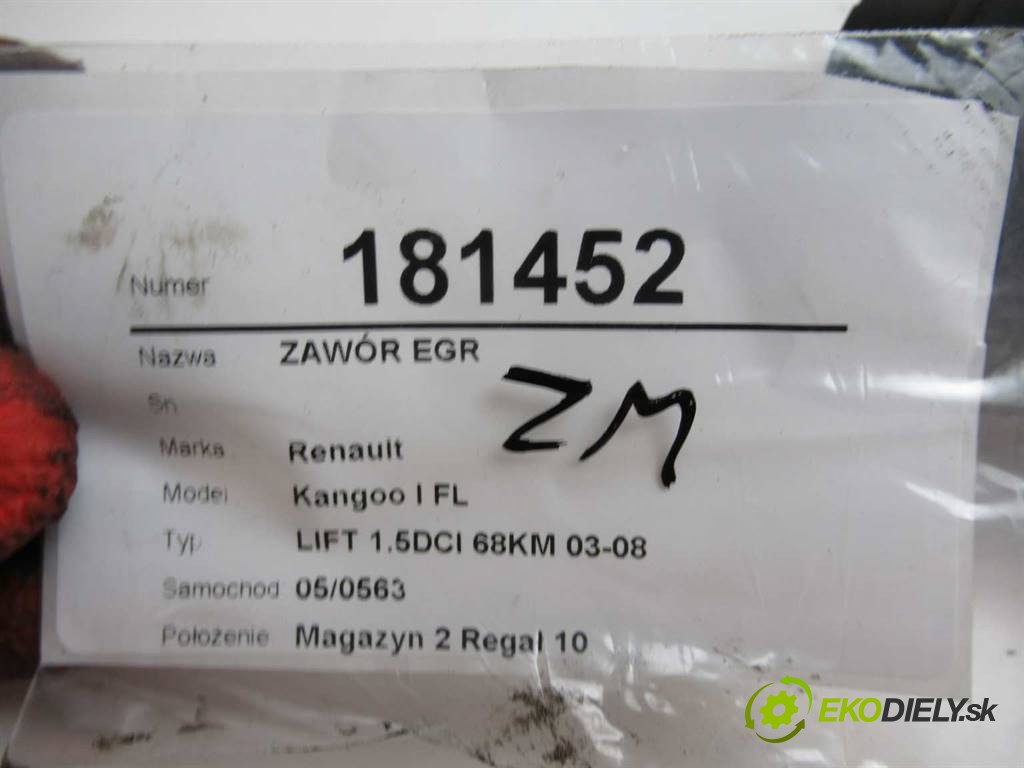 Numer 181452
Nazwa ZAWÓR EGR
Sn
ZM
Marka Renault
Model Kangoo I FL
Typ LIFT 1.5DCI 68KM 03-08
Samochod 05/0563
Położenie Magazyn 2 Regał 10
EKODIELY.sk